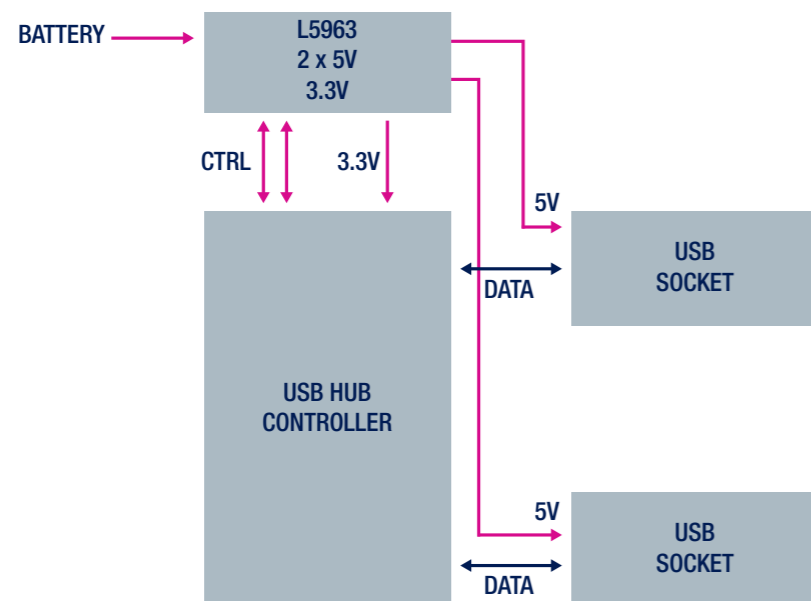 BATTERY
L5963
2 x 5V
3.3V
CTRL
3.3V
5V
USB
SOCKET
DATA
USB HUB
CONTROLLER
5V
USB
SOCKET
DATA